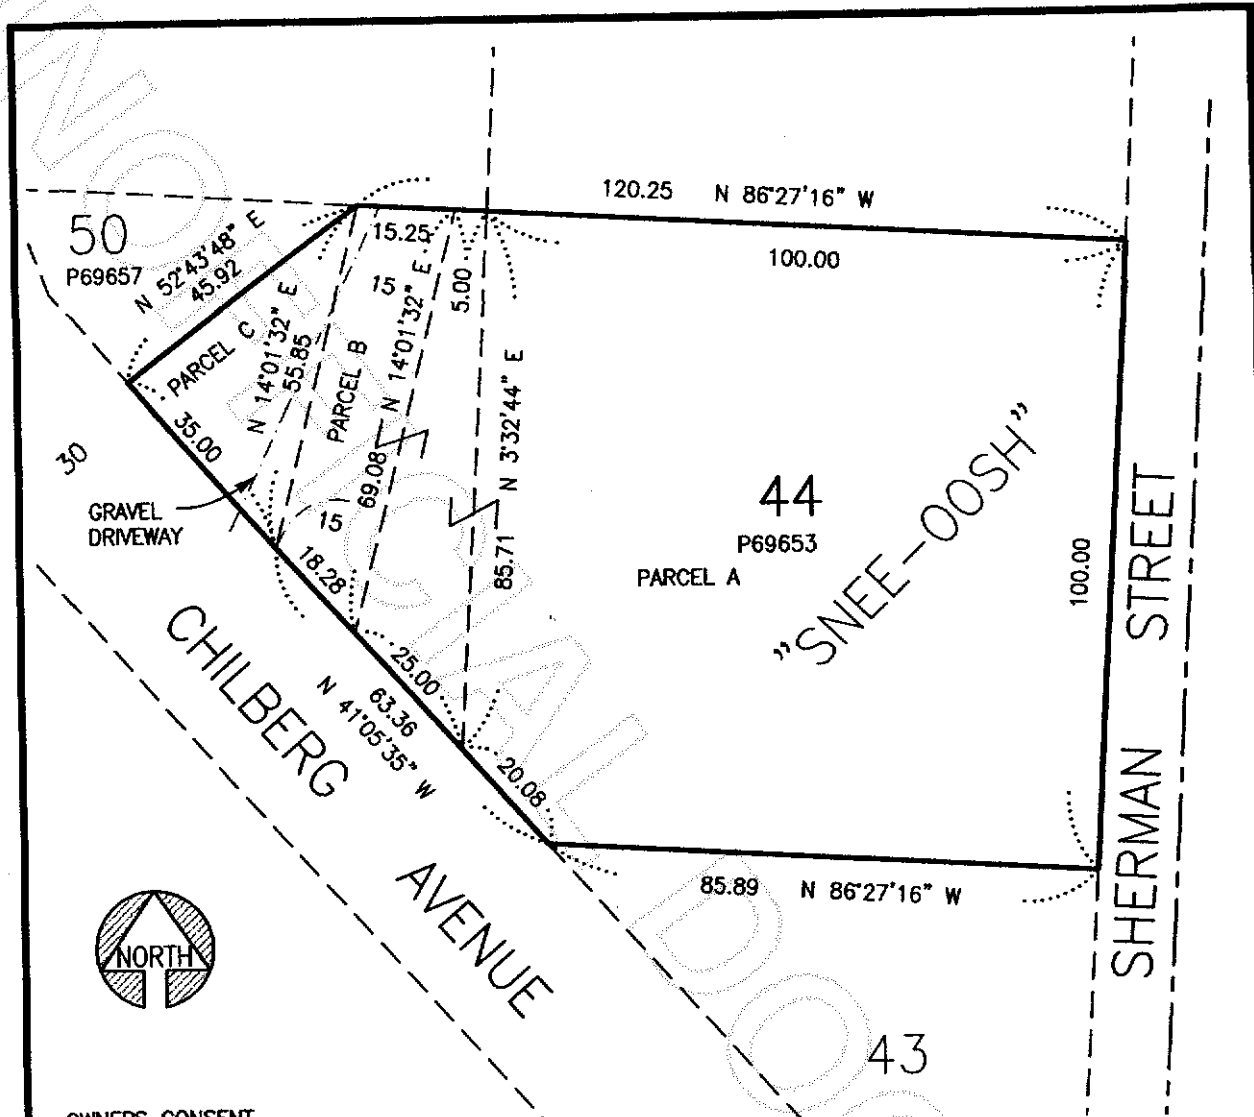 120.25 N 86°27'16" W
50
P69657
N 52°43'48" E
45.92
15.25
15
5.00
100.00
PARCEL C
N 14°01'32" E
55.85
PARCEL B
N 14°01'32" E
69.08
N 3°32'44" E
85.71
35.00
30
GRAVEL
DRIVEWAY
15
18.28
44
P69653
PARCEL A
"SNEE-OOSH"
100.00
SHERMAN STREET
25.00
63.36
N 41°05'35" W
20.08
CHILBERG
AVENUE
85.89 N 86°27'16" W
NORTH
43
OWNERS CONSENT